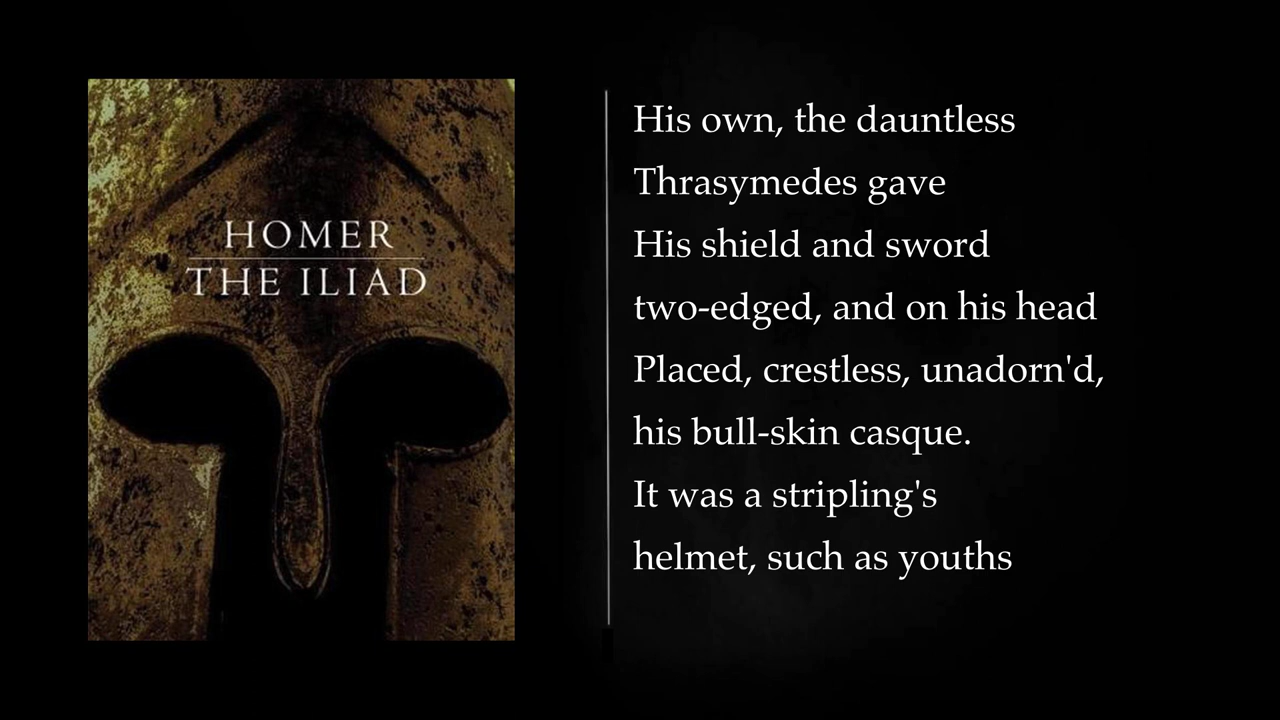 HOMER
THE ILIAD
His own, the dauntless
Thrasymedes gave
His shield and sword
two-edged, and on his head
Placed, crestless, unadorn'd,
his bull-skin casque.
It was a stripling's
helmet, such as youths